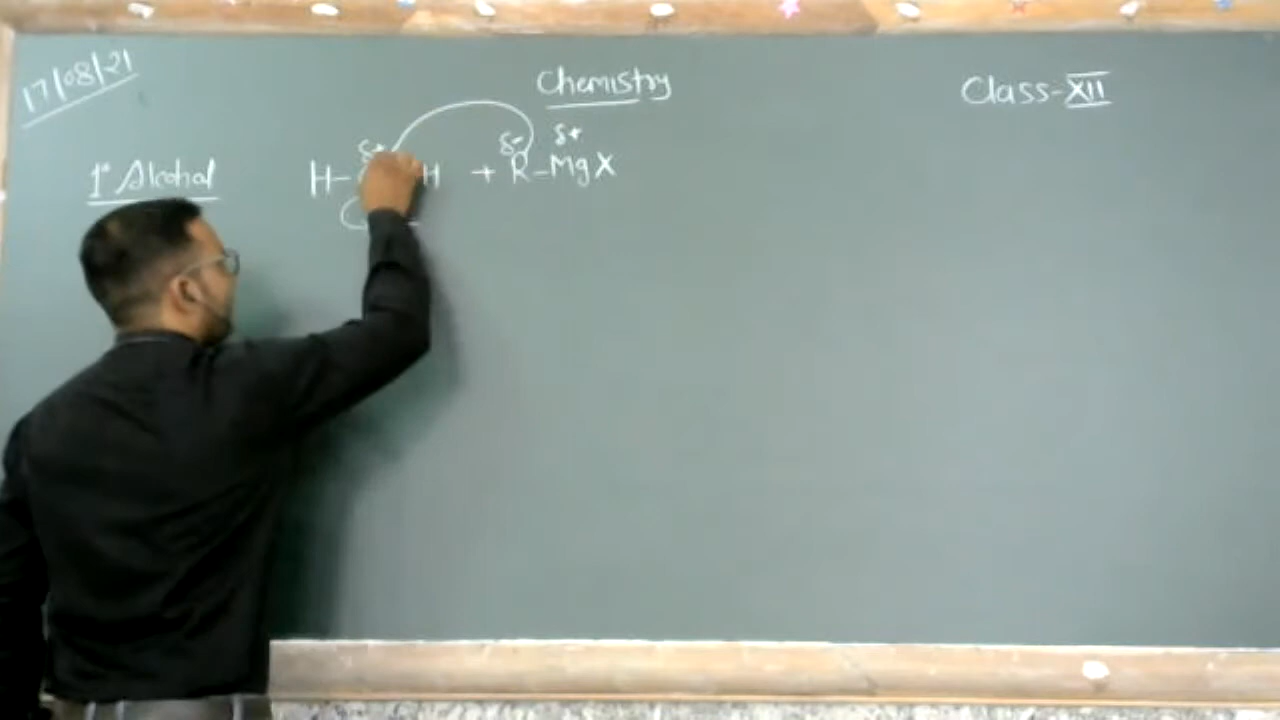 17/08/21
Chemistry
Class-XII
δ+ δ- δ+
1° Alcohal H- H + R-MgX